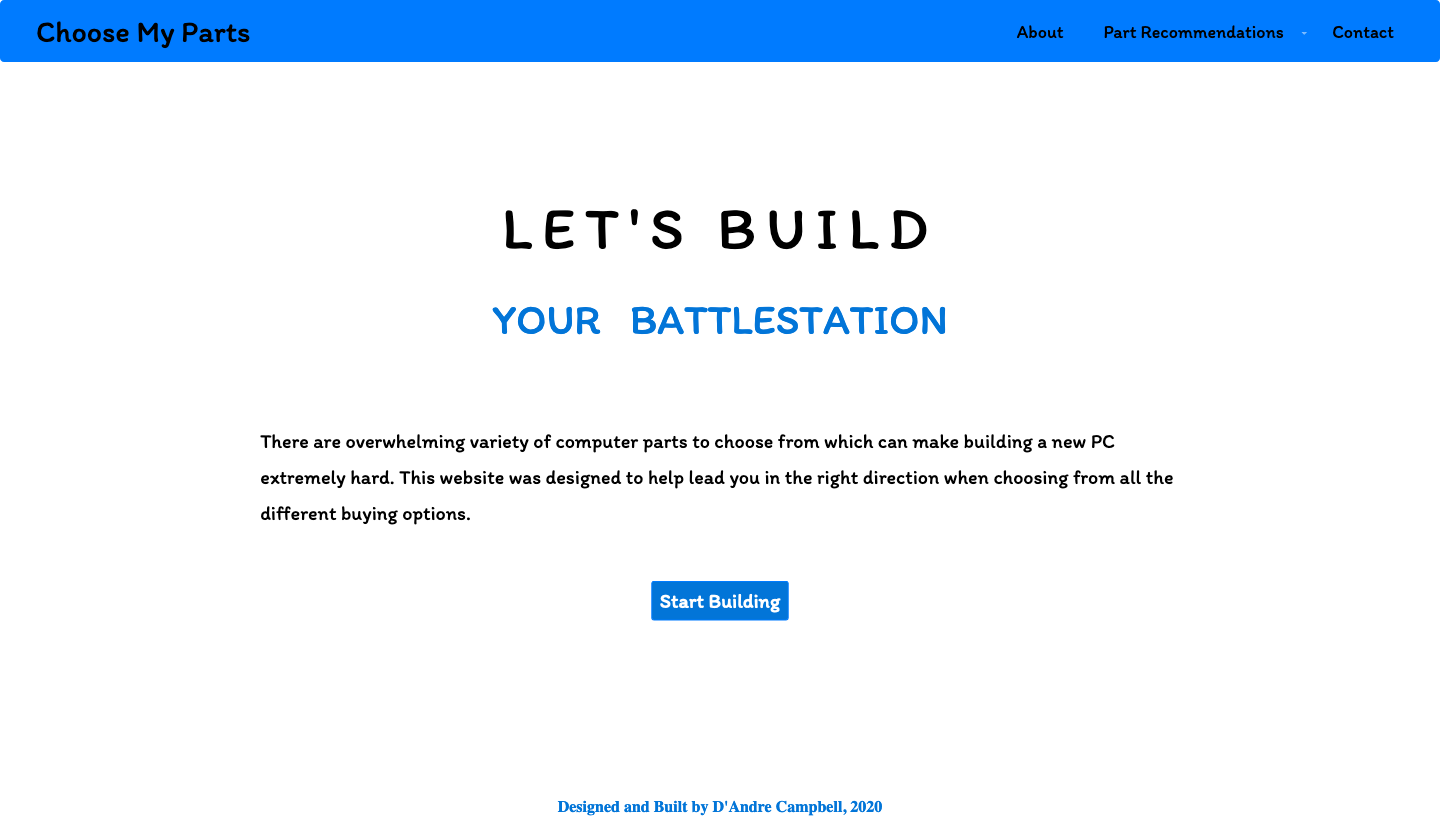 Choose My Parts
About
Part Recommendations
Contact
LET'S BUILD
YOUR BATTLESTATION
There are overwhelming variety of computer parts to choose from which can make building a new PC
extremely hard. This website was designed to help lead you in the right direction when choosing from all the
different buying options.
Start Building
Designed and Built by D'Andre Campbell, 2020